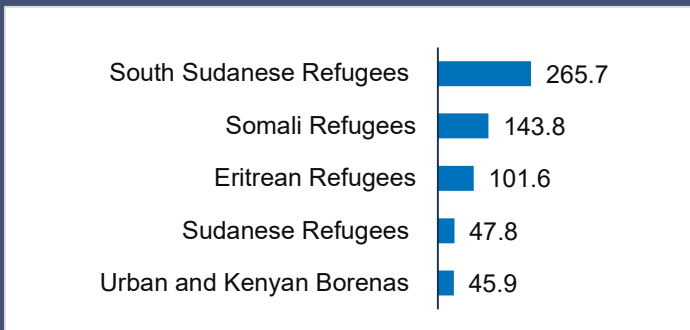 South Sudanese Refugees 265.7
Somali Refugees 143.8
Eritrean Refugees 101.6
Sudanese Refugees 47.8
Urban and Kenyan Borenas 45.9